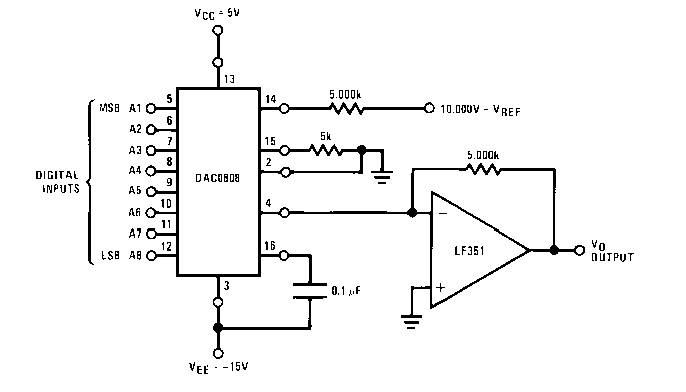 VCC = 5V
13
MSB A1 5
A2 6
A3 7
A4 8
A5 9
A6 10
A7 11
LSB A8 12
DIGITAL
INPUTS
DAC0808
14
5.000k
10.000V = VREF
15
5k
2
4
16
0.1 μF
3
VEE = -15V
5.000k
−
LF351
+
VO
OUTPUT